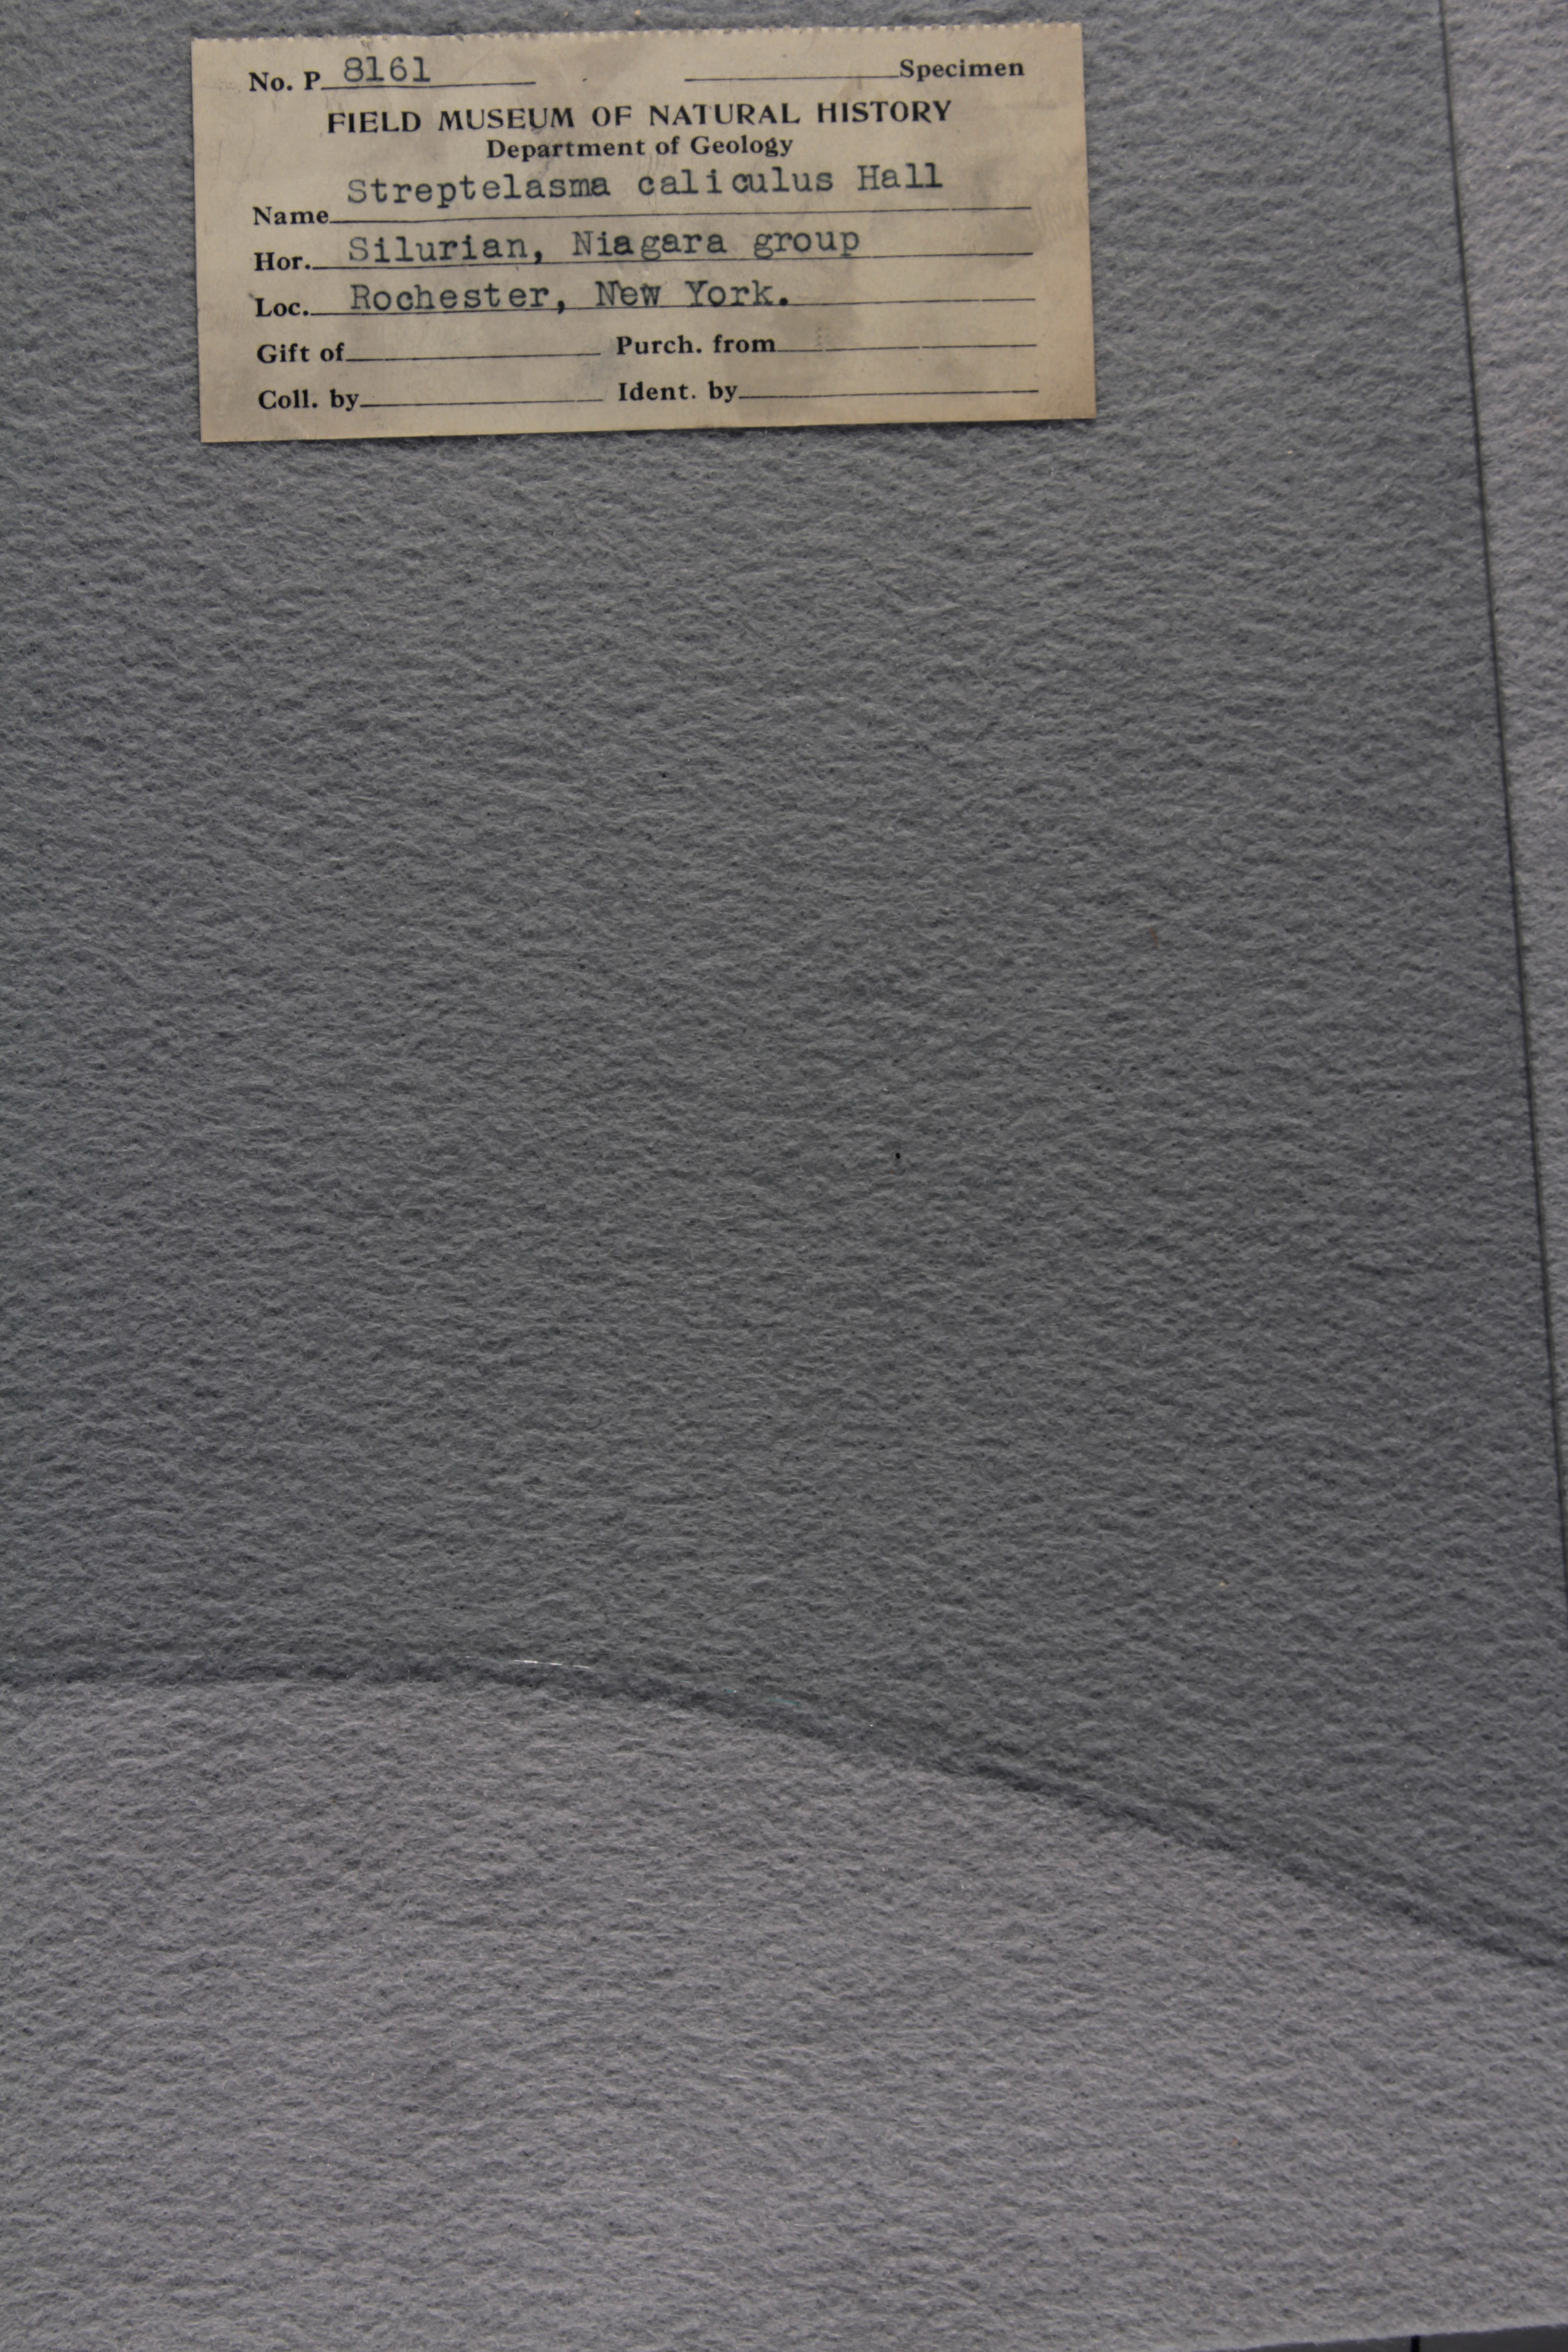 No. P 8161 Specimen
FIELD MUSEUM OF NATURAL HISTORY
Department of Geology
Name Streptelasma caliculus Hall
Hor. Silurian, Niagara group
Loc. Rochester, New York.
Gift of Purch. from
Coll. by Ident. by